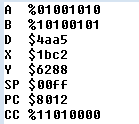 A %01001010
B %10100101
D $4aa5
X $1bc2
Y $6288
SP $00ff
PC $8012
CC %11010000